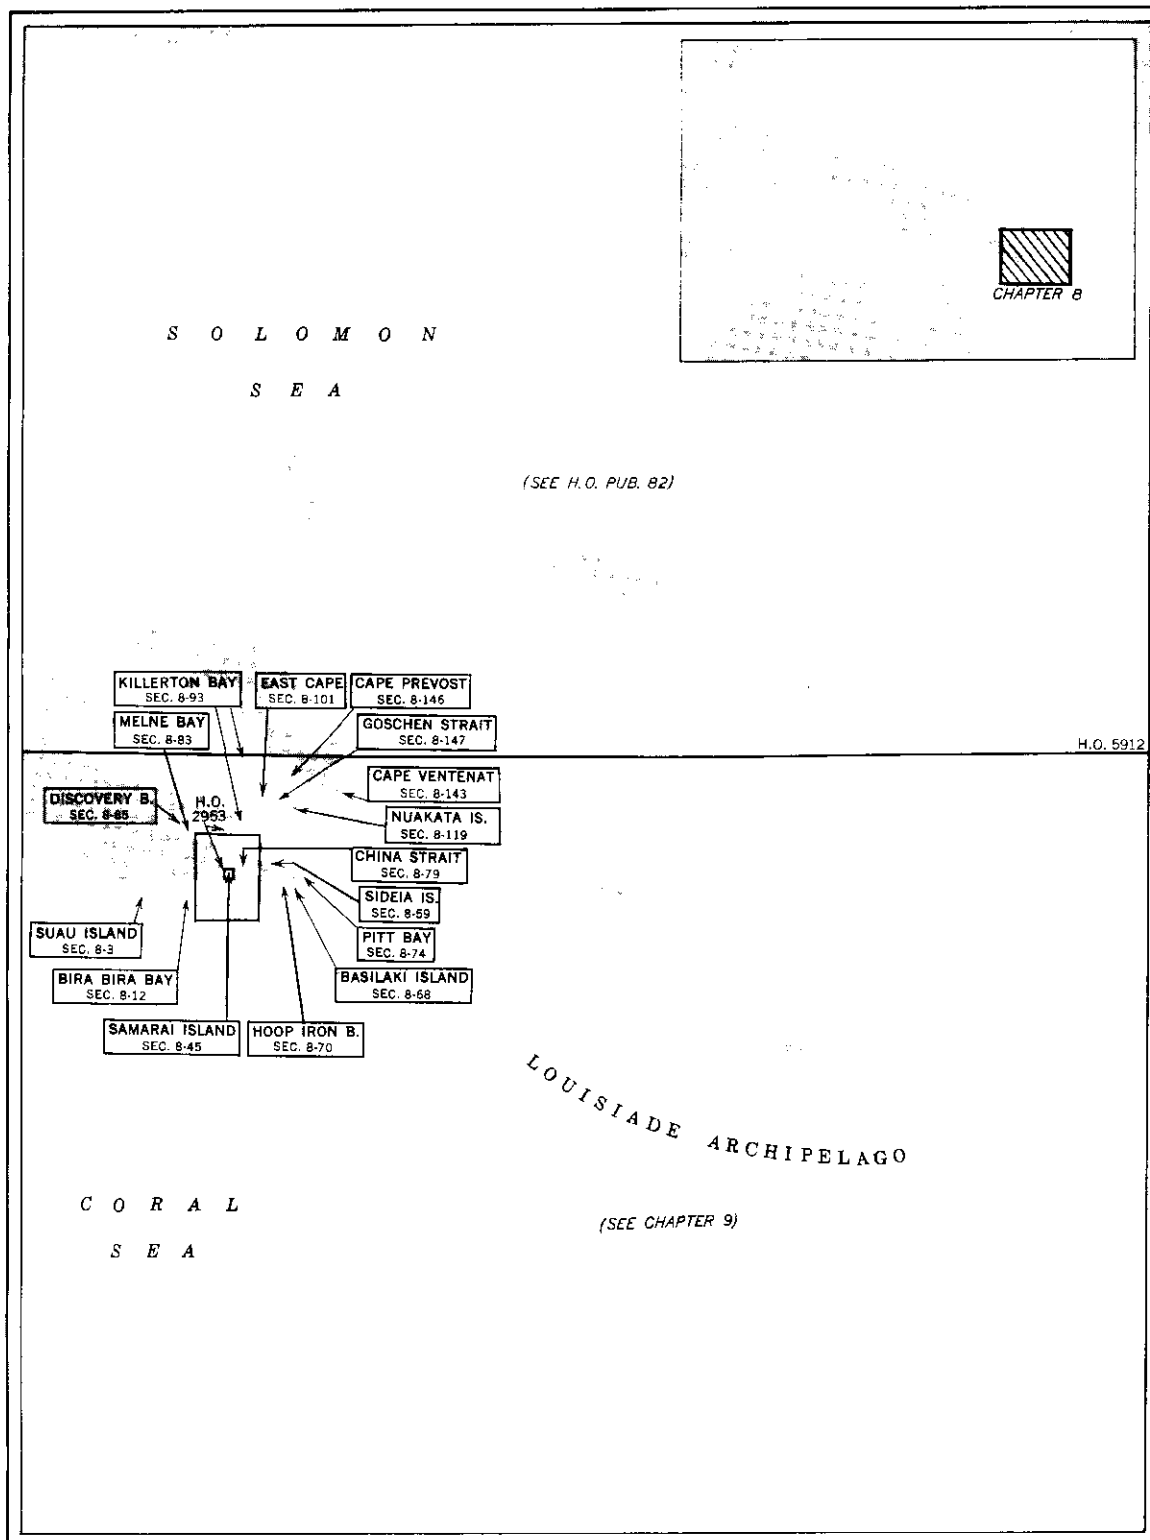 CHAPTER 8
S O L O M O N
S E A
(SEE H.O. PUB. 82)
KILLERTON BAY
SEC. 8-93
EAST CAPE
SEC. 8-101
CAPE PREVOST
SEC. 8-146
MELNE BAY
SEC. 8-83
GOSCHEN STRAIT
SEC. 8-147
H.O. 5912
CAPE VENTENAT
SEC. 8-143
DISCOVERY B.
SEC. 8-85
H.O.
2953
NUAKATA IS.
SEC. 8-119
CHINA STRAIT
SEC. 8-79
SIDEIA IS.
SEC. 8-59
SUAU ISLAND
SEC. 8-3
PITT BAY
SEC. 8-74
BIRA BIRA BAY
SEC. 8-12
BASILAKI ISLAND
SEC. 8-68
SAMARAI ISLAND
SEC. 8-45
HOOP IRON B.
SEC. 8-70
LOUISIADE ARCHIPELAGO
C O R A L
S E A
(SEE CHAPTER 9)